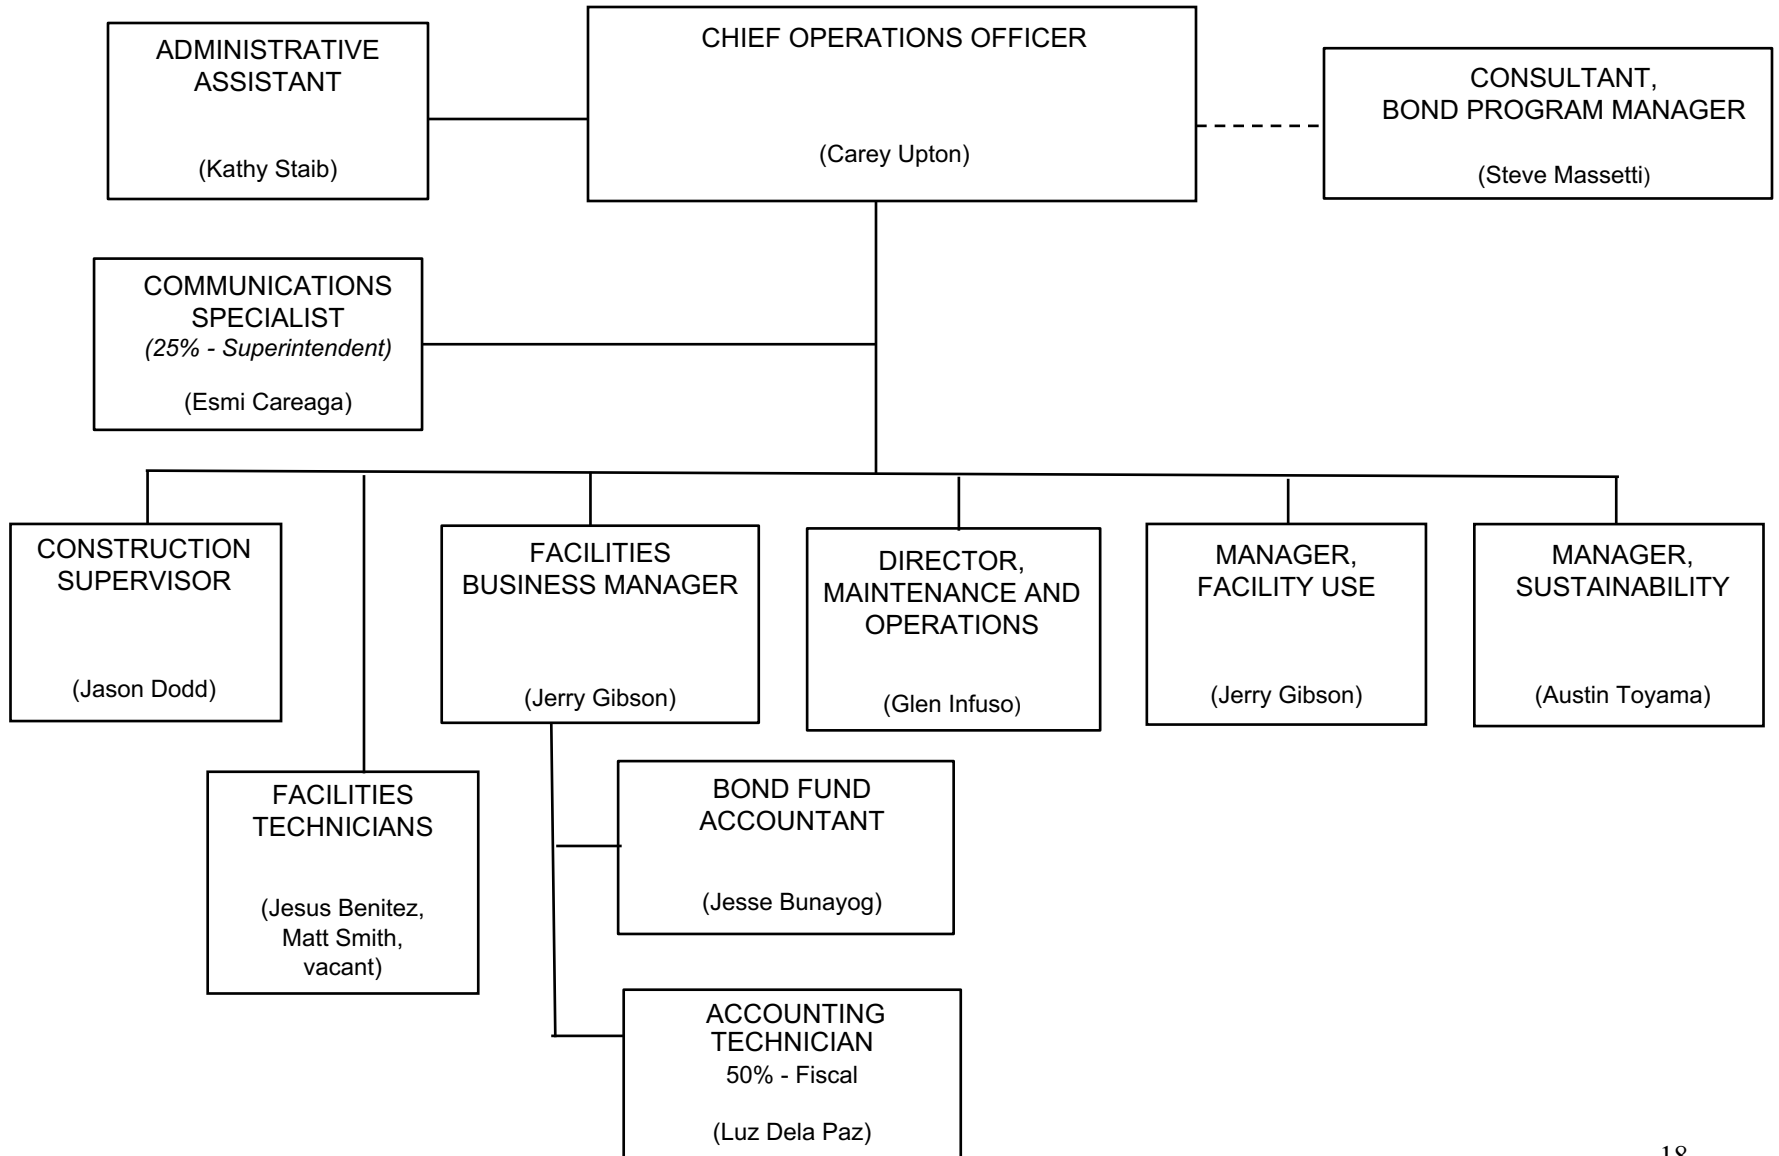 ADMINISTRATIVE
ASSISTANT
(Kathy Staib)
CHIEF OPERATIONS OFFICER
(Carey Upton)
CONSULTANT,
BOND PROGRAM MANAGER
(Steve Massetti)
COMMUNICATIONS
SPECIALIST
(25% - Superintendent)
(Esmi Careaga)
CONSTRUCTION
SUPERVISOR
(Jason Dodd)
FACILITIES
TECHNICIANS
(Jesus Benitez,
Matt Smith,
vacant)
FACILITIES
BUSINESS MANAGER
(Jerry Gibson)
BOND FUND
ACCOUNTANT
(Jesse Bunayog)
ACCOUNTING
TECHNICIAN
50% - Fiscal
(Luz Dela Paz)
DIRECTOR,
MAINTENANCE AND
OPERATIONS
(Glen Infuso)
MANAGER,
FACILITY USE
(Jerry Gibson)
MANAGER,
SUSTAINABILITY
(Austin Toyama)
18